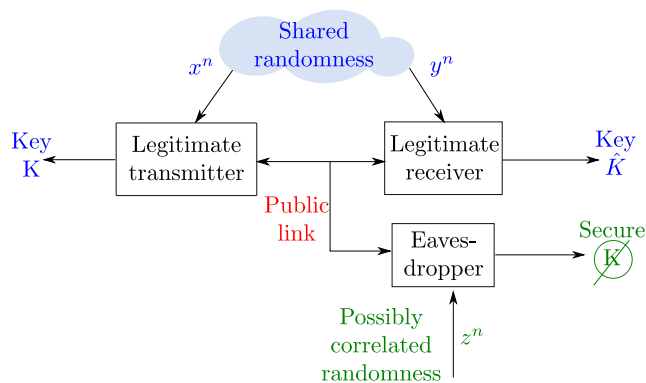 Shared
randomness
x^n
y^n
Key
K
Legitimate
transmitter
Legitimate
receiver
Key
K̂
Public
link
Eaves-
dropper
Secure
K
Possibly
correlated
randomness
z^n